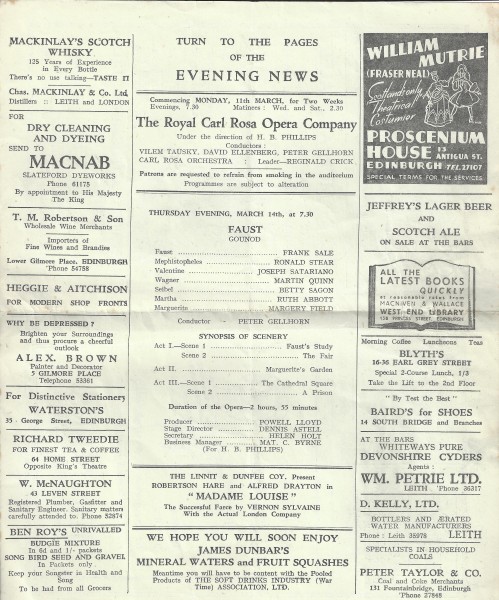 MACKINLAY'S SCOTCH
WHISKY
125 Years of Experience
in Every Bottle
There's no use talking—TASTE IT
Chas. MACKINLAY & Co. Ltd.
Distillers :: LEITH and LONDON
FOR
DRY CLEANING
AND DYEING
SEND TO
MACNAB
SLATEFORD DYEWORKS
Phone 61175
By appointment to His Majesty
The King
T. M. Robertson & Son
Wholesale Wine Merchants
Importers of
Fine Wines and Brandies
Lower Gilmore Place, EDINBURGH
'Phone 54788
HEGGIE & AITCHISON
FOR MODERN SHOP FRONTS
WHY BE DEPRESSED?
Brighten your Surroundings
and thus procure a cheerful
outlook
ALEX. BROWN
Painter and Decorator
5 GILMORE PLACE
Telephone 53361
For Distinctive Stationery
WATERSTON'S
35 George Street, EDINBURGH
RICHARD TWEEDIE
FOR FINEST TEA & COFFEE
64 HOME STREET
Opposite King's Theatre
W. McNAUGHTON
43 LEVEN STREET
Registered Plumber, Gasfitter and
Sanitary Engineer. Sanitary matters
carefully attended to. Phone 52874
BEN ROY'S UNRIVALLED
BUDGIE MIXTURE
In 6d and 1/- packets
SONG BIRD SEED AND GRAVEL
In Packets only
Keep your Songster in Health and
Song
To be had from all Grocers
TURN TO THE PAGES
OF THE
EVENING NEWS
Commencing MONDAY, 11th MARCH, for Two Weeks
Evenings, 7.30 Matinees: Wed. and Sat., 2.30
The Royal Carl Rosa Opera Company
Under the direction of H. B. PHILLIPS
Conductors:
VILEM TAUSKY, DAVID ELLENBERG, PETER GELLHORN
CARL ROSA ORCHESTRA : Leader—REGINALD CRICK
Patrons are requested to refrain from smoking in the auditorium
Programmes are subject to alteration
THURSDAY EVENING, MARCH 14th, at 7.30
FAUST
GOUNOD
Faust FRANK SALE
Mephistopheles RONALD STEAR
Valentine JOSEPH SATARIANO
Wagner MARTIN QUINN
Seibel BETTY SAGON
Martha RUTH ABBOTT
Marguerite MARGERY FIELD
Conductor - PETER GELLHORN
SYNOPSIS OF SCENERY
Act I.—Scene 1 Faust's Study
Scene 2 The Fair
Act II. Marguerite's Garden
Act III.—Scene 1 The Cathedral Square
Scene 2 A Prison
Duration of the Opera—2 hours, 55 minutes
Producer POWELL LLOYD
Stage Director DENNIS ASTELL
Secretary HELEN HOLT
Business Manager MAT. C. BYRNE
(For H. B. PHILLIPS)
THE LINNIT & DUNFEE COY. Present
ROBERTSON HARE and ALFRED DRAYTON in
"MADAME LOUISE"
The Successful Farce by VERNON SYLVAINE
With the Actual London Company
WE HOPE YOU WILL SOON ENJOY
JAMES DUNBAR'S
MINERAL WATERS and FRUIT SQUASHES
Meantime you will have to be content with the Pooled
Products of THE SOFT DRINKS INDUSTRY (War
Time) ASSOCIATION, LTD.
WILLIAM
MUTRIE
(FRASER NEAL)
Scotland's only
Theatrical
Costumier
PROSCENIUM
HOUSE 13 ANTIGUA ST.
EDINBURGH TEL. 27107
SPECIAL TERMS FOR THE SERVICES
JEFFREY'S LAGER BEER
AND
SCOTCH ALE
ON SALE AT THE BARS
ALL THE
LATEST BOOKS
QUICKLY
at reasonable rates from
MACNIVEN & WALLACE
WEST END LIBRARY
138 PRINCES STREET, EDINBURGH
Morning Coffee Luncheons Teas
BLYTH'S
16-36 EARL GREY STREET
Special 2-Course Lunch, 1/3
Take the Lift to the 2nd Floor
"By Test the Best"
BAIRD'S for SHOES
14 SOUTH BRIDGE and Branches
AT THE BARS
WHITEWAYS PURE
DEVONSHIRE CYDERS
Agents:
WM. PETRIE LTD.
LEITH 'Phone 36317
D. KELLY, LTD.
BOTTLERS AND ÆRATED
WATER MANUFACTURERS
Phone: Leith 35978 LEITH
SPECIALISTS IN HOUSEHOLD
COALS
PETER TAYLOR & CO.
Coal and Coke Merchants
131 Fountainbridge, Edinburgh
'Phone 27848